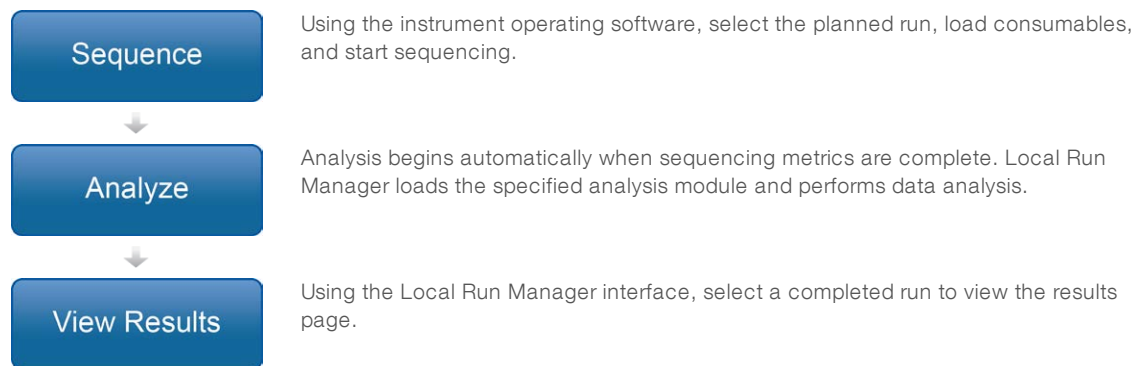 Sequence
Using the instrument operating software, select the planned run, load consumables,
and start sequencing.
Analyze
Analysis begins automatically when sequencing metrics are complete. Local Run
Manager loads the specified analysis module and performs data analysis.
View Results
Using the Local Run Manager interface, select a completed run to view the results
page.